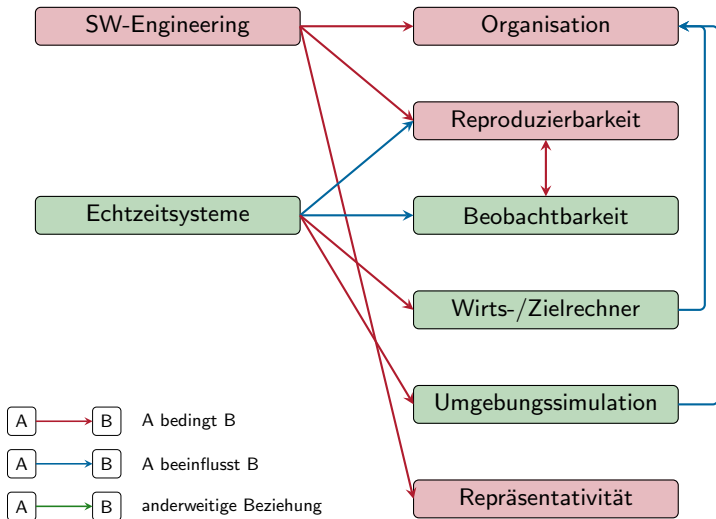 SW-Engineering
Organisation
Reproduzierbarkeit
Echtzeitsysteme
Beobachtbarkeit
Wirts-/Zielrechner
Umgebungssimulation
Repräsentativität
A B A bedingt B
A B A beeinflusst B
A B anderweitige Beziehung